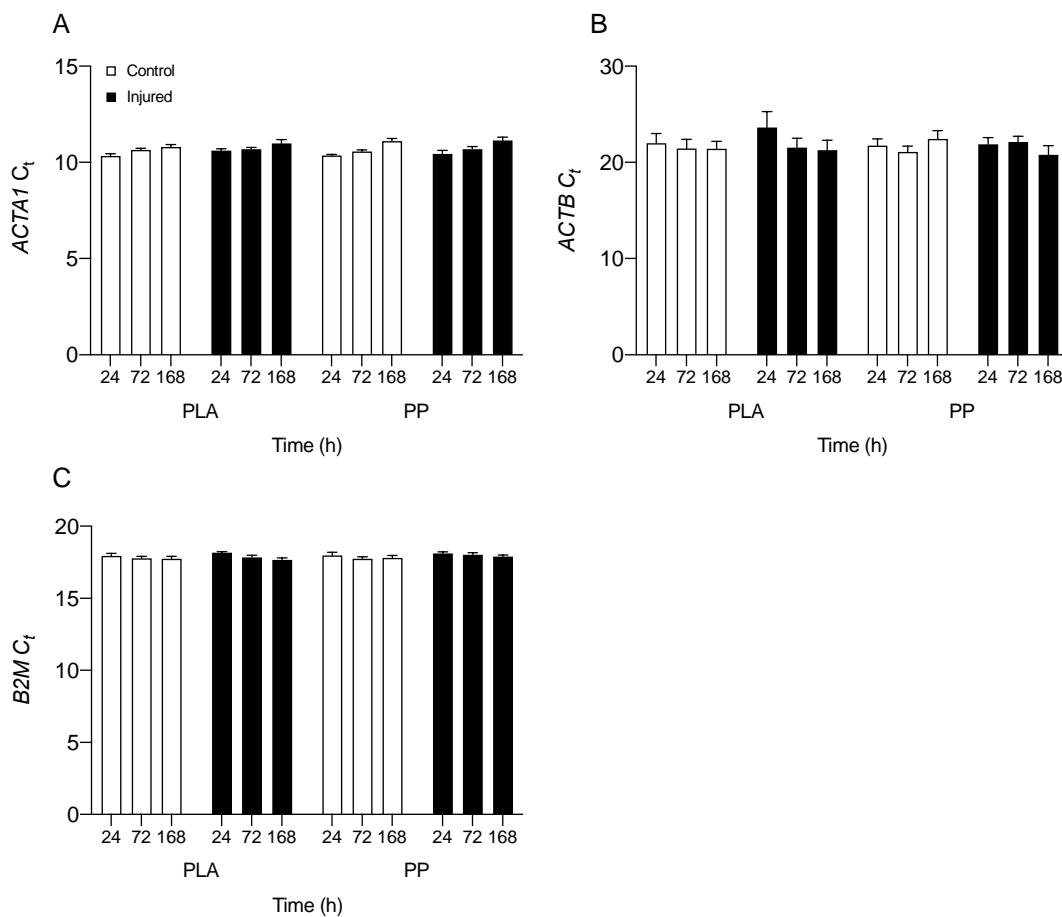 A
15
10
5
0
ACTA1 Ct
Control
Injured
24 72 168 24 72 168 24 72 168 24 72 168
PLA PP
Time (h)
B
30
20
10
0
ACTB Ct
24 72 168 24 72 168 24 72 168 24 72 168
PLA PP
Time (h)
C
20
15
10
5
0
B2M Ct
24 72 168 24 72 168 24 72 168 24 72 168
PLA PP
Time (h)